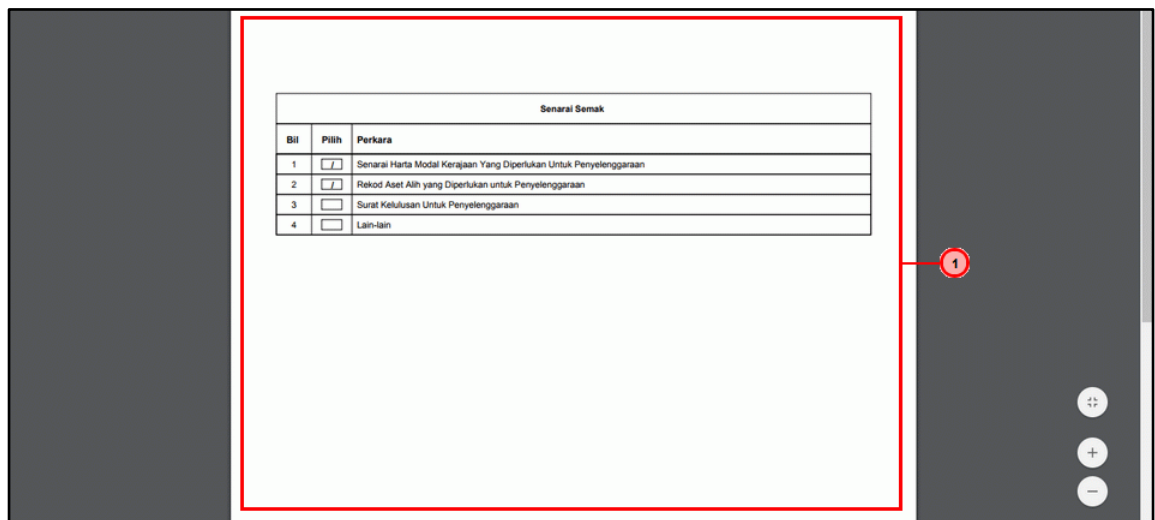 Senarai Semak
Bil Pilih Perkara
1 / Senarai Harta Modal Kerajaan Yang Diperlukan Untuk Penyelenggaraan
2 / Rekod Aset Alih yang Diperlukan untuk Penyelenggaraan
3 Surat Kelulusan Untuk Penyelenggaraan
4 Lain-lain
1